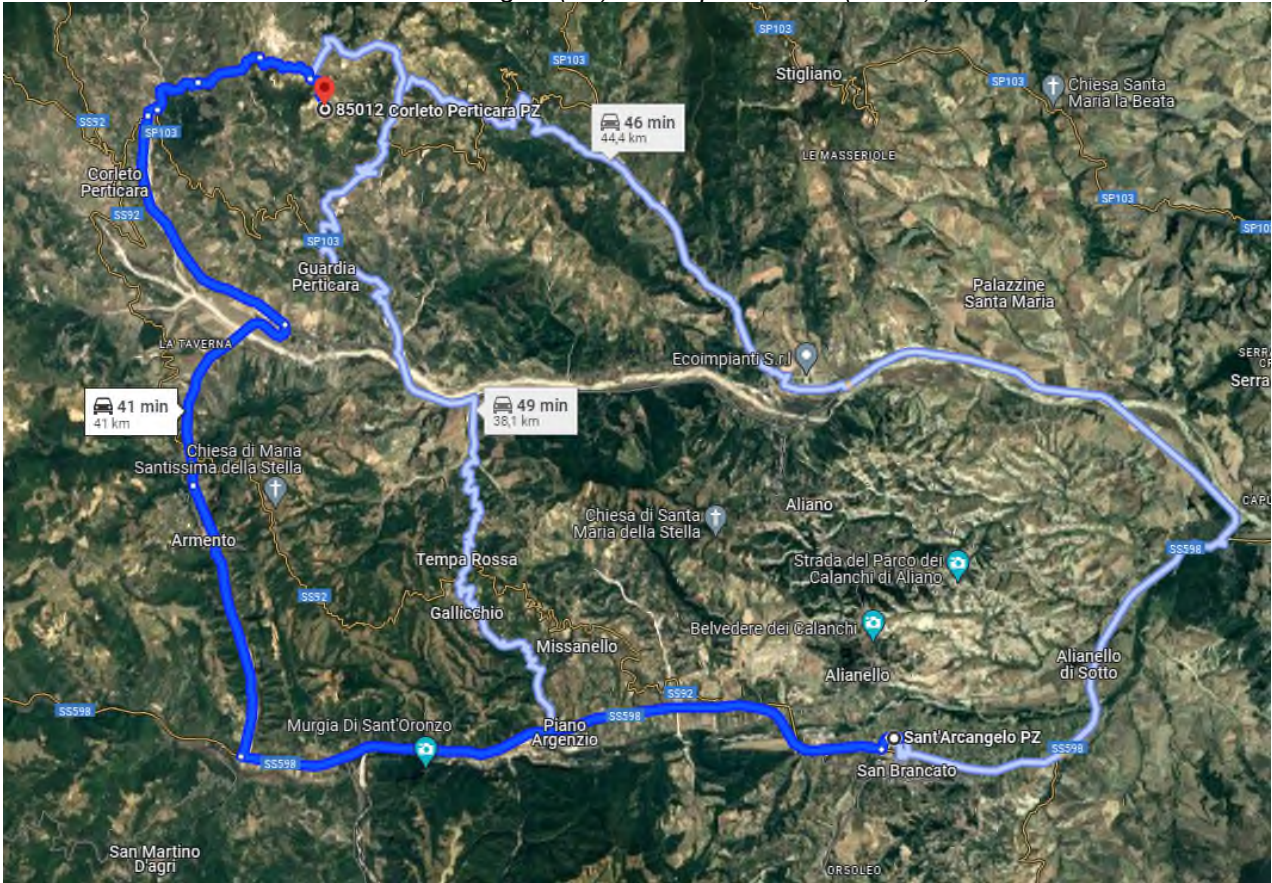 SP103
Stigliano
SP103
SP103
Chiesa Santa
Maria la Beata
85012 Corleto Perticara PZ
46 min
44,4 km
SS92
SP103
LE MASSERIOLE
Corleto
Perticara
SP103
SS92
SP103
Guardia
Perticara
Palazzine
Santa Maria
LA TAVERNA
Ecoimpianti S.r.l
Serra
41 min
41 km
49 min
38,1 km
Chiesa di Maria
Santissima della Stella
Aliano
Chiesa di Santa
Maria della Stella
Armento
SS598
Tempa Rossa
Strada del Parco dei
Calanchi di Aliano
SS92
Gallicchio
Belvedere dei Calanchi
Missanello
Alianello
Alianello
di Sotto
SS92
SS598
SS598
Murgia Di Sant'Oronzo
Piano
Argenzio
Sant'Arcangelo PZ
SS598
SS598
San Brancato
San Martino
D'agri
ORSOLEO